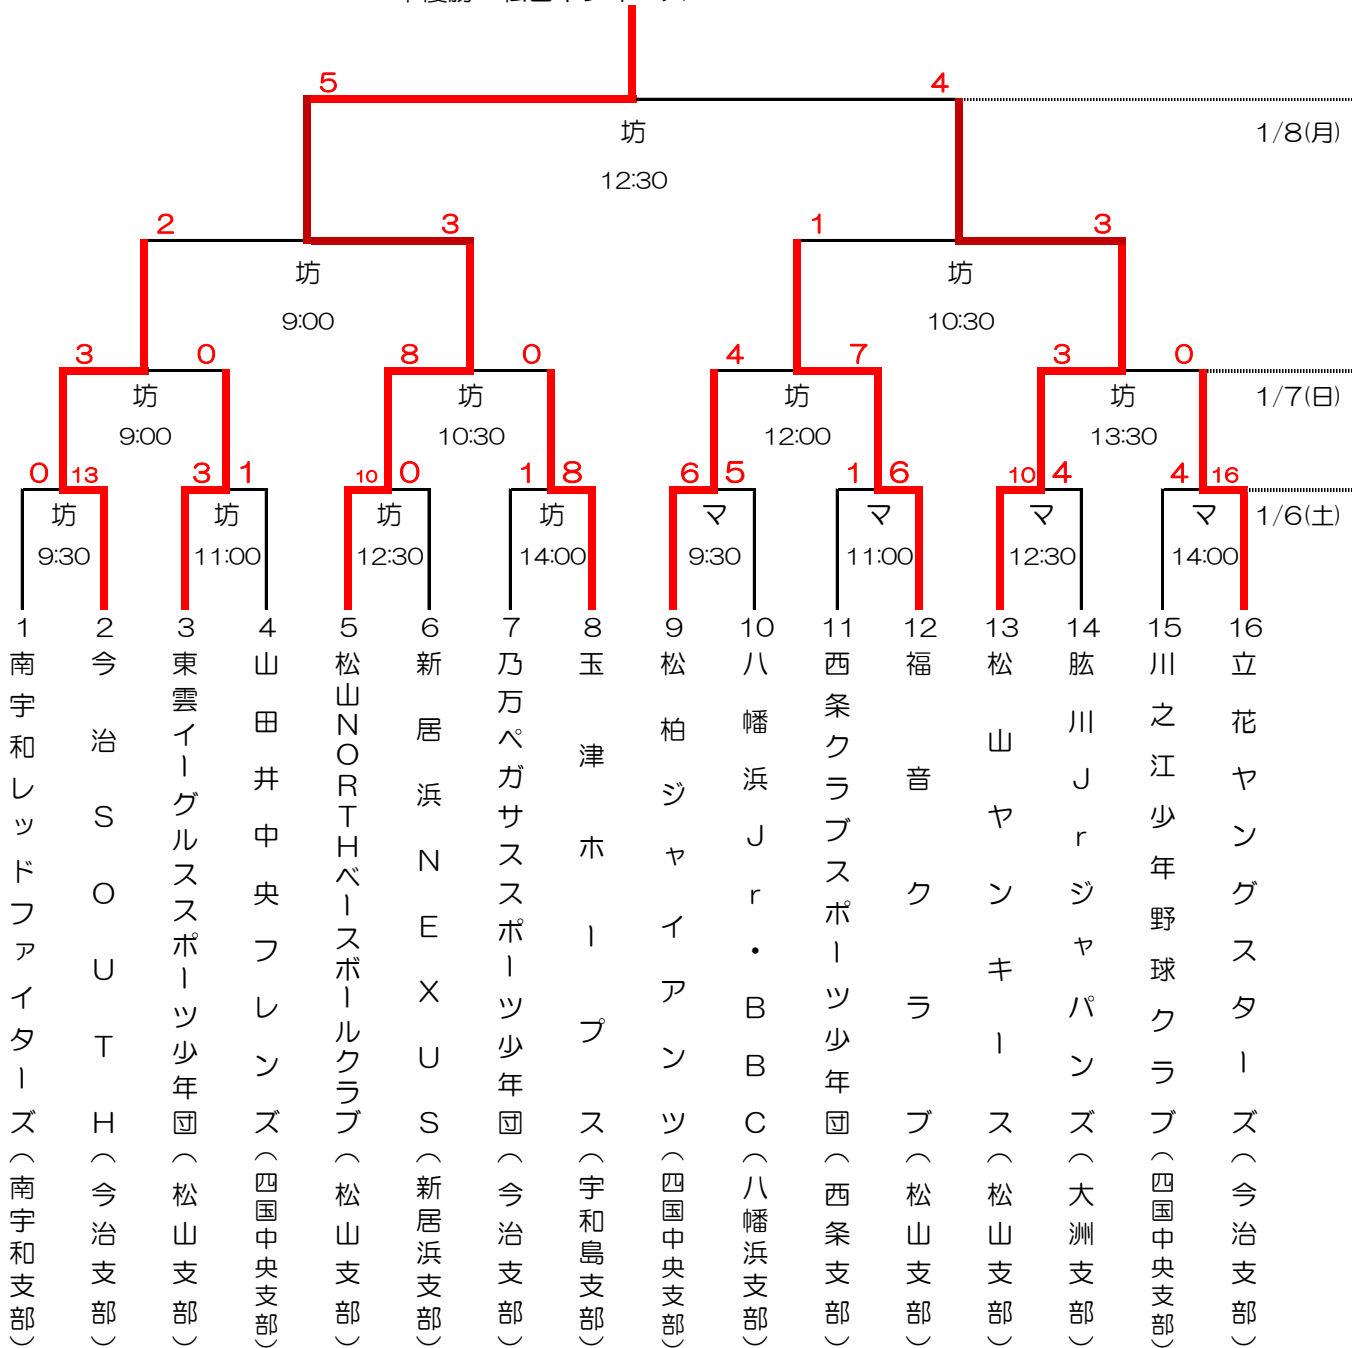 5 4
坊 1/8(月)
12:30
2 3 1 3
坊 坊
9:00 10:30
3 0 8 0 4 7 3 0
坊 坊 坊 坊 1/7(日)
9:00 10:30 12:00 13:30
0 13 3 1 10 0 1 8 6 5 1 6 10 4 4 16
坊 坊 坊 坊 マ マ マ マ 1/6(土)
9:30 11:00 12:30 14:00 9:30 11:00 12:30 14:00
1 2 3 4 5 6 7 8 9 10 11 12 13 14 15 16
南宇和レッドファイターズ(南宇和支部)
今治SOUTH(今治支部)
東雲イーグルススポーツ少年団(松山支部)
山田井中央フレンズ(四国中央支部)
松山NORTHベースボールクラブ(松山支部)
新居浜NEXUS(新居浜支部)
乃万ペガサススポーツ少年団(今治支部)
玉津ホープス(宇和島支部)
松柏ジャイアンツ(四国中央支部)
八幡浜Jr・BBC(八幡浜支部)
西条クラブスポーツ少年団(西条支部)
福音クラブ(松山支部)
松山ヤンキース(松山支部)
肱川Jrジャパンズ(大洲支部)
川之江少年野球クラブ(四国中央支部)
立花ヤングスターズ(今治支部)